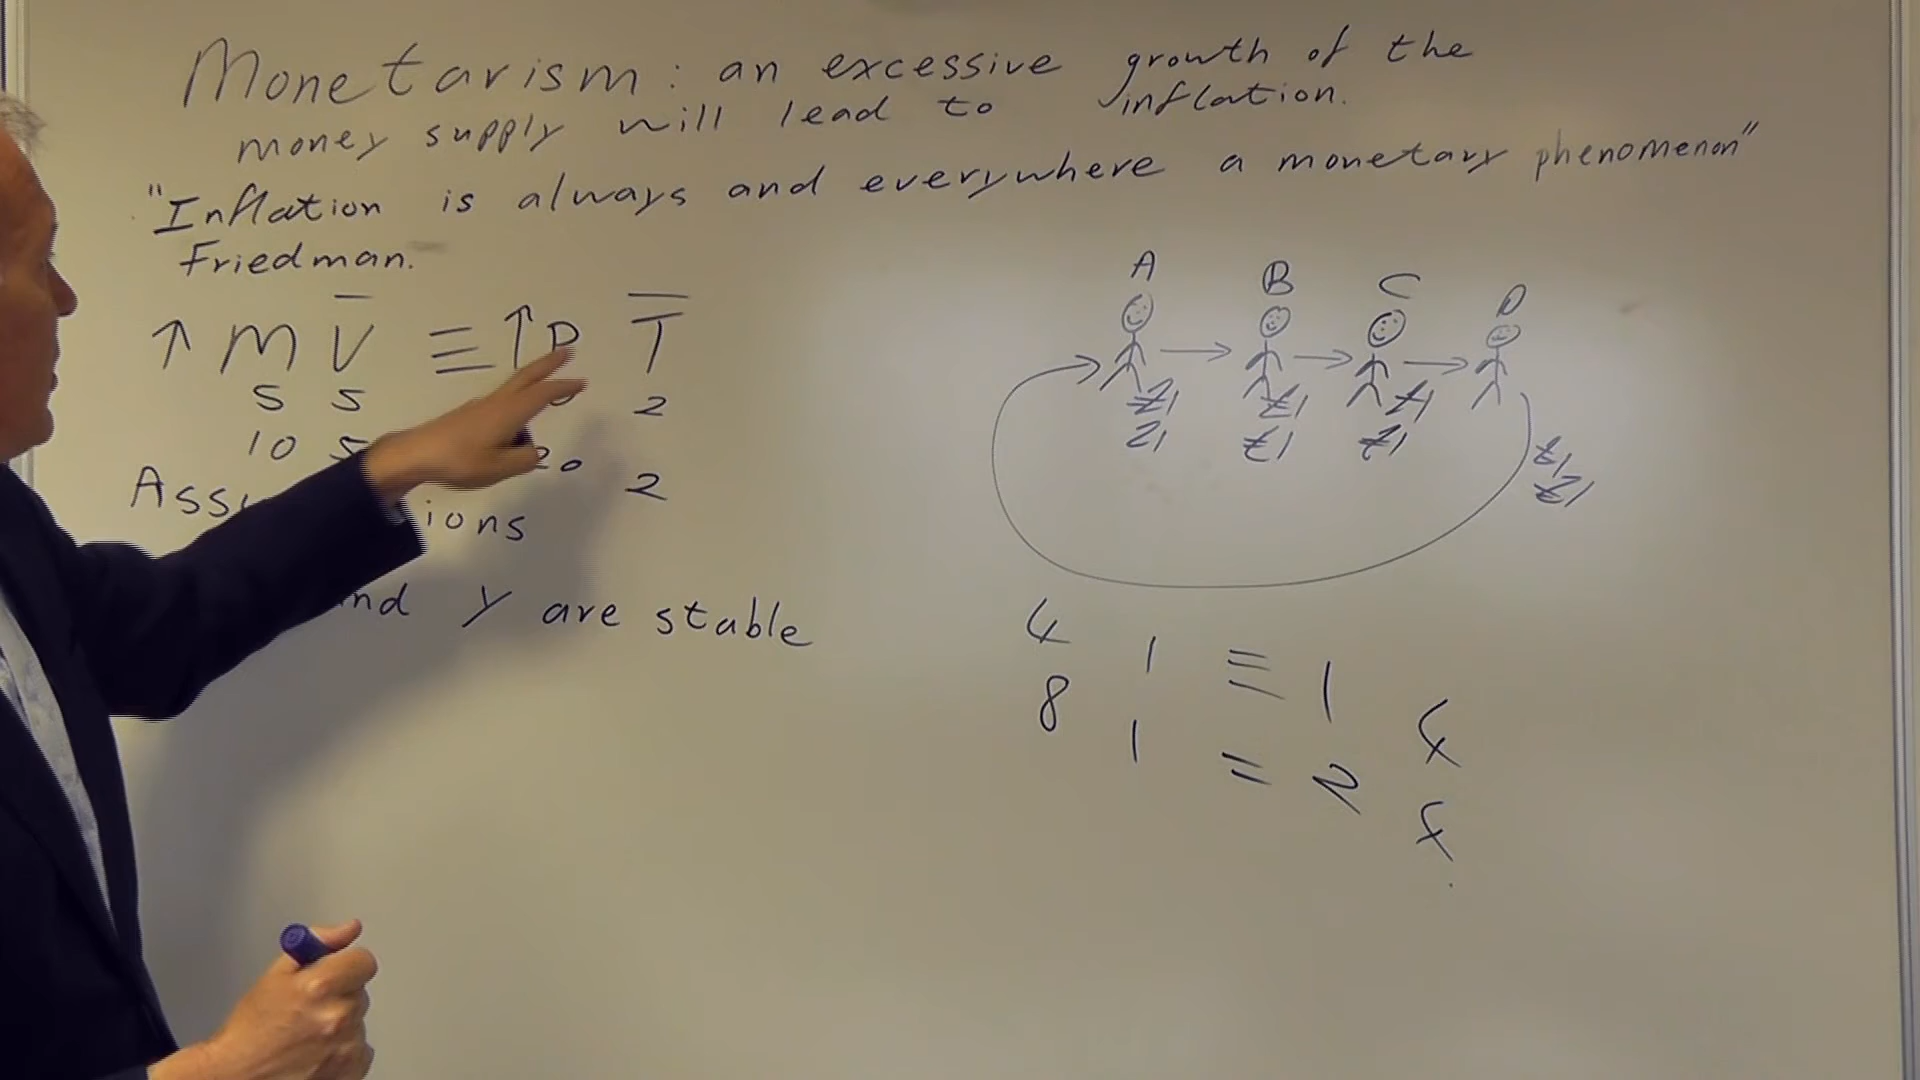 Monetarism: an excessive growth of the
money supply will lead to inflation.
"Inflation is always and everywhere a monetary phenomenon"
Friedman.
↑ M V ≡ ↑ P T
5 5 2
10 5 20 2
ions
nd Y are stable
A B C D
£1 £1 £1 £1
£1 £1 £1 £1
4 1 ≡ 1 4
8 1 = 2 4